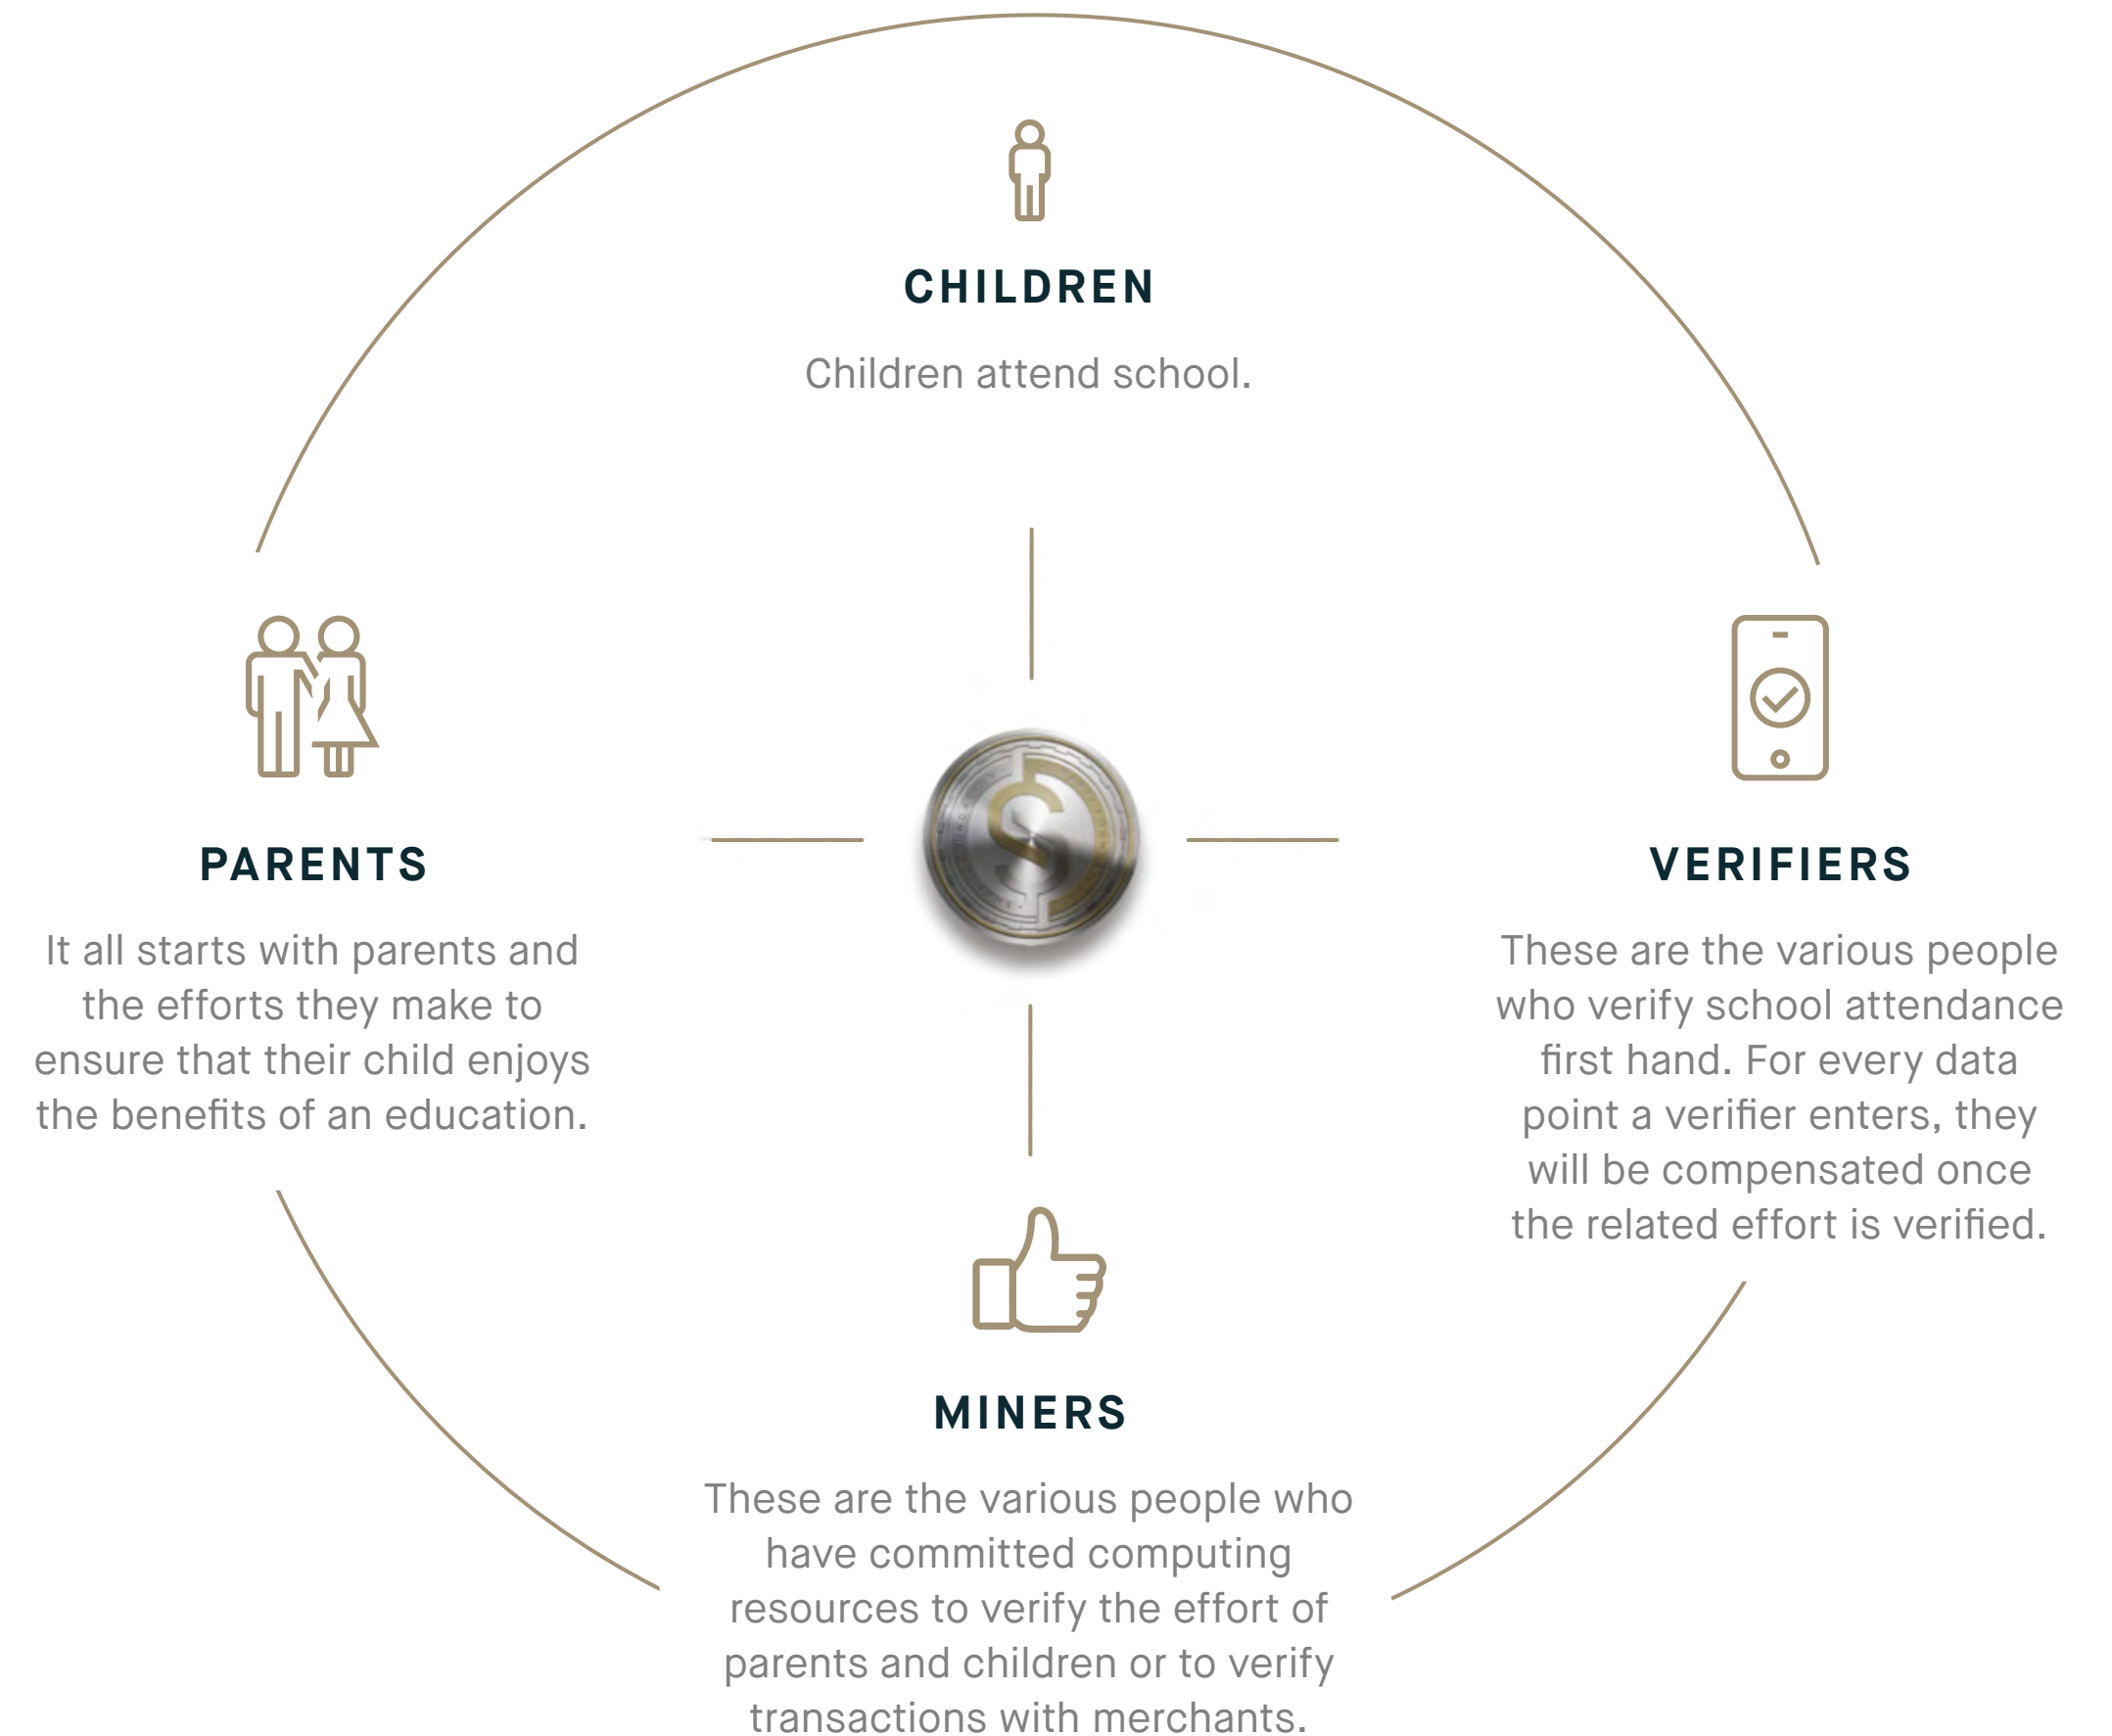 CHILDREN
Children attend school.
PARENTS
It all starts with parents and
the efforts they make to
ensure that their child enjoys
the benefits of an education.
VERIFIERS
These are the various people
who verify school attendance
first hand. For every data
point a verifier enters, they
will be compensated once
the related effort is verified.
MINERS
These are the various people who
have committed computing
resources to verify the effort of
parents and children or to verify
transactions with merchants.